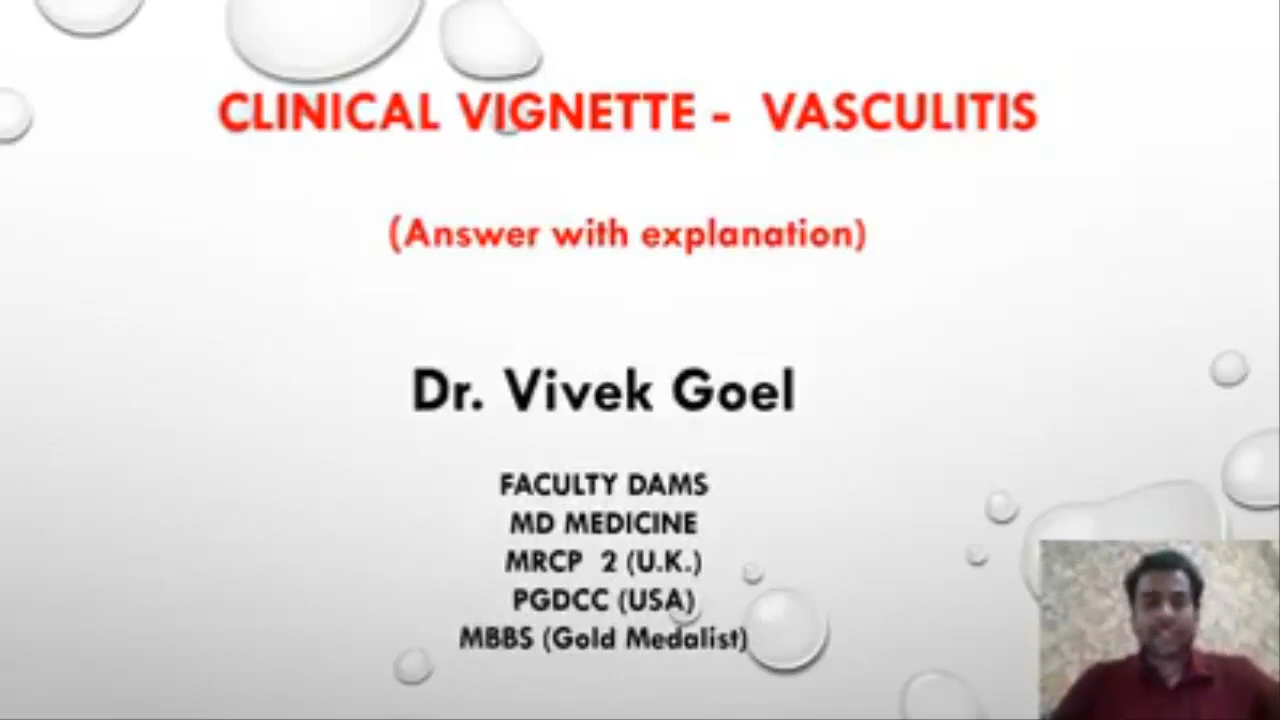 CLINICAL VIGNETTE - VASCULITIS
(Answer with explanation)
Dr. Vivek Goel
FACULTY DAMS
MD MEDICINE
MRCP 2 (U.K.)
PGDCC (USA)
MBBS (Gold Medalist)